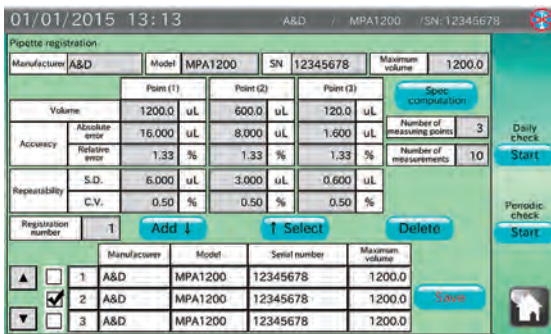 01/01/2015 13:13 A&D / MPA1200 /SN:12345678
Pipette registration
Manufacturer A&D Model MPA1200 SN 12345678 Maximum volume 1200.0
Point (1) Point (2) Point (3) Spec computation
Volume 1200.0 uL 600.0 uL 120.0 uL
Number of measuring points 3
Accuracy Absolute error 16.000 uL 8.000 uL 1.600 uL
Relative error 1.33 % 1.33 % 1.33 %
Number of measurements 10
Daily check
Start
Repeatability S.D. 6.000 uL 3.000 uL 0.600 uL
C.V. 0.50 % 0.50 % 0.50 %
Periodic check
Start
Registration number 1 Add ↓ ↑ Select Delete
Manufacturer Model Serial number Maximum volume
▲ 1 A&D MPA1200 12345678 1200.0
2 A&D MPA1200 12345678 1200.0 Save
▼ 3 A&D MPA1200 12345678 1200.0